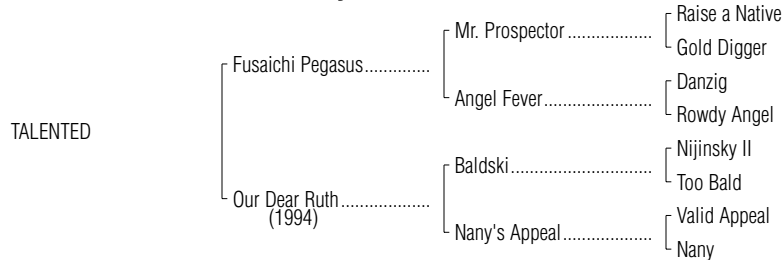 Raise a Native
Mr. Prospector ...................
Gold Digger
Fusaichi Pegasus..............
Danzig
Angel Fever........................
Rowdy Angel
TALENTED
Nijinsky II
Baldski................................
Too Bald
Our Dear Ruth ...................
(1994)
Valid Appeal
Nany's Appeal....................
Nany